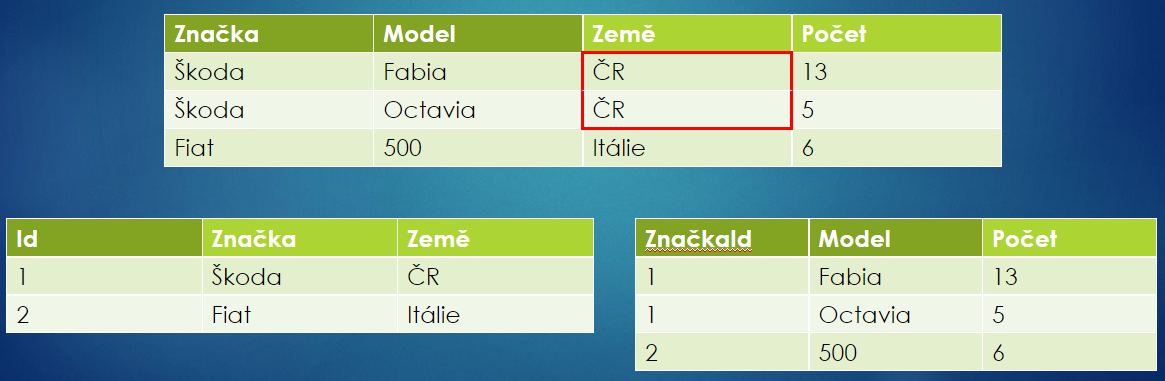 Značka Model Země Počet
Škoda Fabia ČR 13
Škoda Octavia ČR 5
Fiat 500 Itálie 6
Id Značka Země
1 Škoda ČR
2 Fiat Itálie
ZnačkaId Model Počet
1 Fabia 13
1 Octavia 5
2 500 6